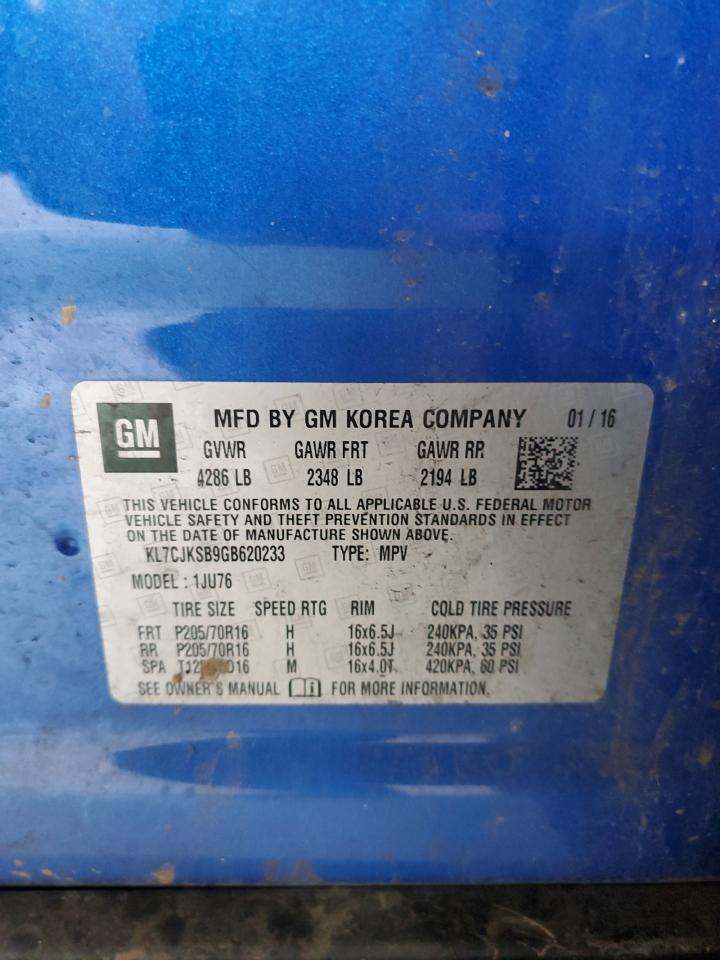 GM
MFD BY GM KOREA COMPANY 01 / 16
GVWR GAWR FRT GAWR RR
4286 LB 2348 LB 2194 LB
THIS VEHICLE CONFORMS TO ALL APPLICABLE U.S. FEDERAL MOTOR
VEHICLE SAFETY AND THEFT PREVENTION STANDARDS IN EFFECT
ON THE DATE OF MANUFACTURE SHOWN ABOVE.
KL7CJKSB9GB620233 TYPE: MPV
MODEL : 1JU76
TIRE SIZE SPEED RTG RIM COLD TIRE PRESSURE
FRT P205/70R16 H 16x6.5J 240KPA, 35 PSI
RR P205/70R16 H 16x6.5J 240KPA, 35 PSI
SPA M 16x4.0T 420KPA, 60 PSI
SEE OWNER'S MANUAL FOR MORE INFORMATION.